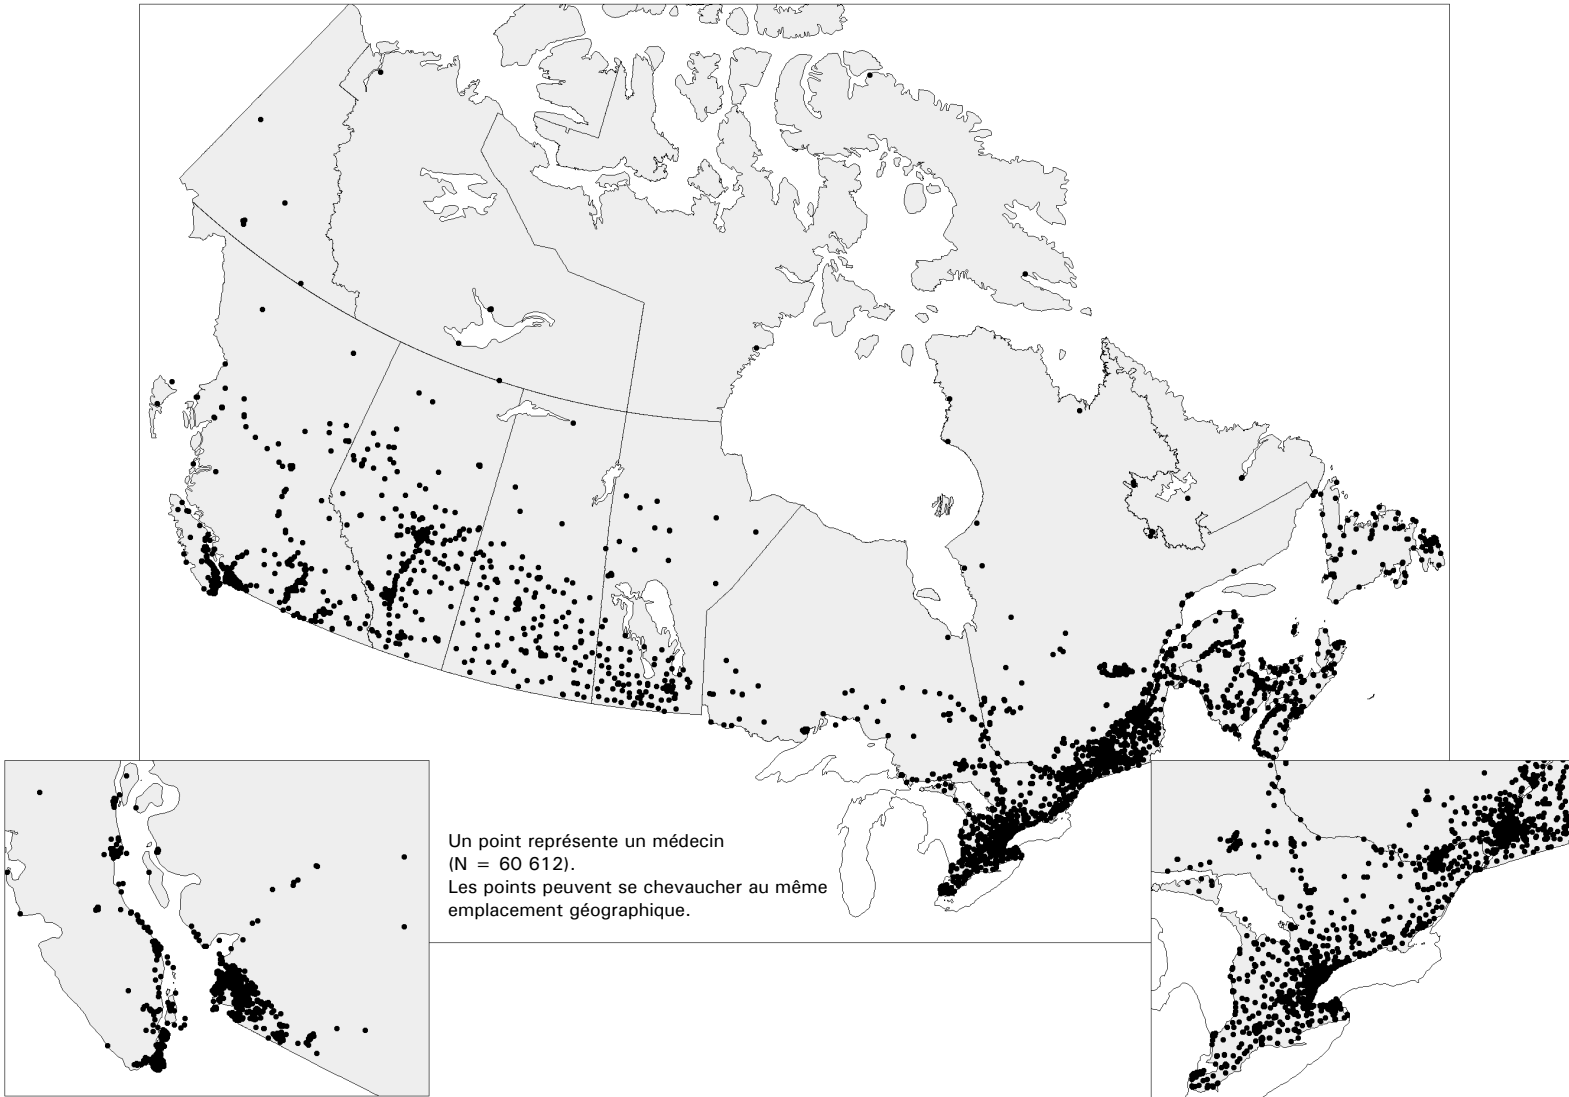 Un point représente un médecin
(N = 60 612).
Les points peuvent se chevaucher au même
emplacement géographique.